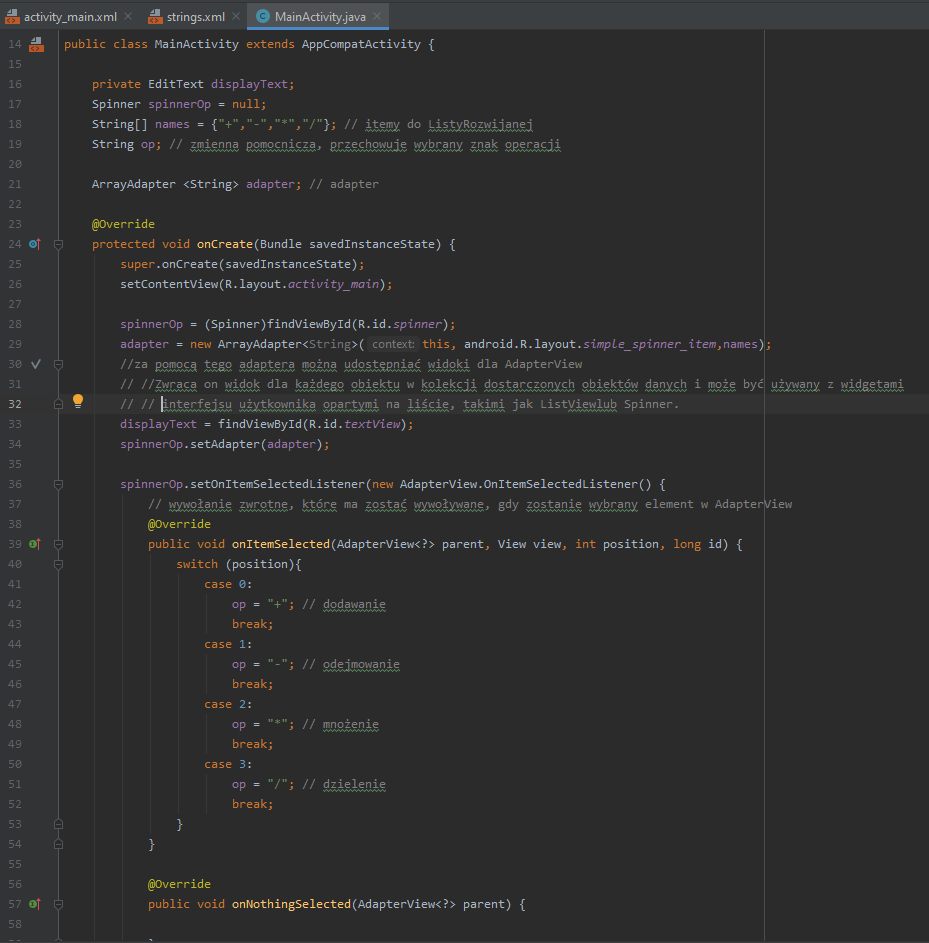 activity_main.xml strings.xml MainActivity.java
14 public class MainActivity extends AppCompatActivity {
15
16 private EditText displayText;
17 Spinner spinnerOp = null;
18 String[] names = {"+","-","*","/"}; // itemy do ListyRozwijanej
19 String op; // zmienna pomocnicza, przechowuje wybrany znak operacji
20
21 ArrayAdapter <String> adapter; // adapter
22
23 @Override
24 protected void onCreate(Bundle savedInstanceState) {
25 super.onCreate(savedInstanceState);
26 setContentView(R.layout.activity_main);
27
28 spinnerOp = (Spinner)findViewById(R.id.spinner);
29 adapter = new ArrayAdapter<String>( context: this, android.R.layout.simple_spinner_item,names);
30 //za pomocą tego adaptera można udostępniać widoki dla AdapterView
31 // //Zwraca on widok dla każdego obiektu w kolekcji dostarczonych obiektów danych i może być używany z widgetami
32 // // interfejsu użytkownika opartymi na liście, takimi jak ListViewlub Spinner.
33 displayText = findViewById(R.id.textView);
34 spinnerOp.setAdapter(adapter);
35
36 spinnerOp.setOnItemSelectedListener(new AdapterView.OnItemSelectedListener() {
37 // wywołanie zwrotne, które ma zostać wywoływane, gdy zostanie wybrany element w AdapterView
38 @Override
39 public void onItemSelected(AdapterView<?> parent, View view, int position, long id) {
40 switch (position){
41 case 0:
42 op = "+"; // dodawanie
43 break;
44 case 1:
45 op = "-"; // odejmowanie
46 break;
47 case 2:
48 op = "*"; // mnożenie
49 break;
50 case 3:
51 op = "/"; // dzielenie
52 break;
53 }
54 }
55
56 @Override
57 public void onNothingSelected(AdapterView<?> parent) {
58